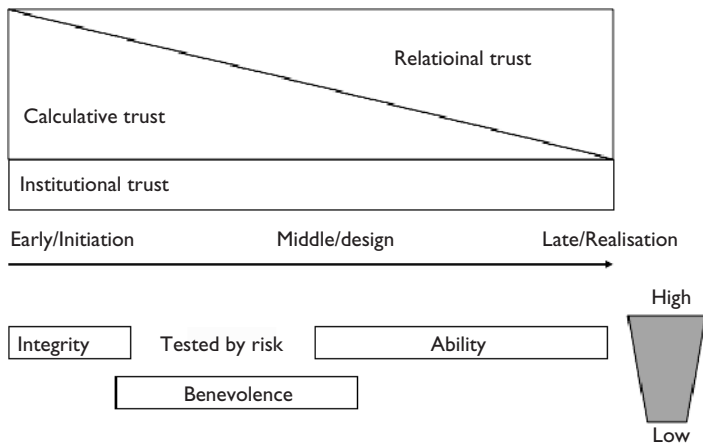 Relatioinal trust
Calculative trust
Institutional trust
Early/Initiation Middle/design Late/Realisation
High
Integrity Tested by risk Ability
Benevolence
Low